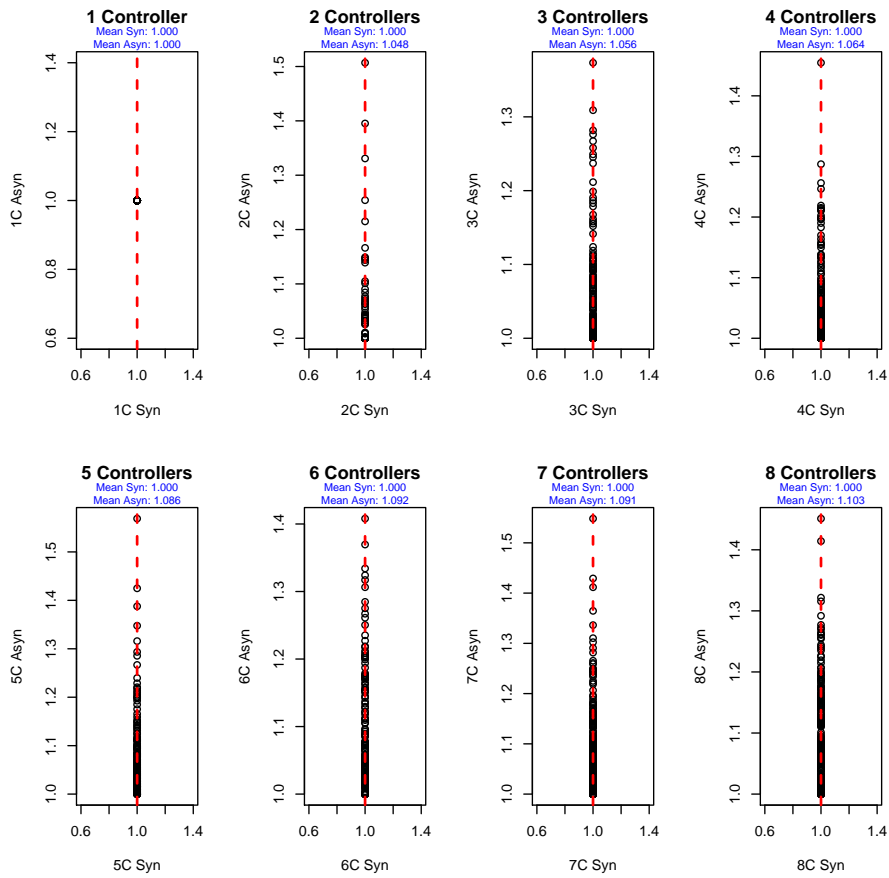 1 Controller
Mean Syn: 1.000
Mean Asyn: 1.000
1C Asyn
0.6 0.8 1.0 1.2 1.4
0.6 1.0 1.4
1C Syn
2 Controllers
Mean Syn: 1.000
Mean Asyn: 1.048
2C Asyn
1.0 1.1 1.2 1.3 1.4 1.5
0.6 1.0 1.4
2C Syn
3 Controllers
Mean Syn: 1.000
Mean Asyn: 1.056
3C Asyn
1.0 1.1 1.2 1.3
0.6 1.0 1.4
3C Syn
4 Controllers
Mean Syn: 1.000
Mean Asyn: 1.064
4C Asyn
1.0 1.1 1.2 1.3 1.4
0.6 1.0 1.4
4C Syn
5 Controllers
Mean Syn: 1.000
Mean Asyn: 1.086
5C Asyn
1.0 1.1 1.2 1.3 1.4 1.5
0.6 1.0 1.4
5C Syn
6 Controllers
Mean Syn: 1.000
Mean Asyn: 1.092
6C Asyn
1.0 1.1 1.2 1.3 1.4
0.6 1.0 1.4
6C Syn
7 Controllers
Mean Syn: 1.000
Mean Asyn: 1.091
7C Asyn
1.0 1.1 1.2 1.3 1.4 1.5
0.6 1.0 1.4
7C Syn
8 Controllers
Mean Syn: 1.000
Mean Asyn: 1.103
8C Asyn
1.0 1.1 1.2 1.3 1.4
0.6 1.0 1.4
8C Syn